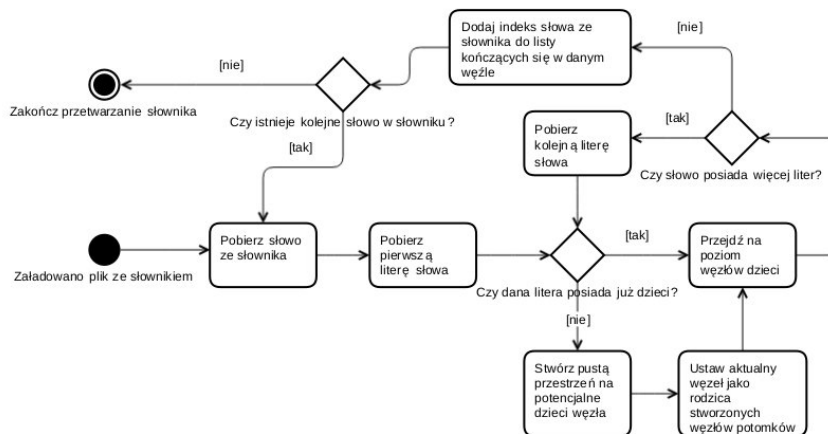 Dodaj indeks słowa ze
słownika do listy
kończących się w danym
węźle
[nie]
[nie]
Zakończ przetwarzanie słownika
Czy istnieje kolejne słowo w słowniku?
[tak]
Pobierz
kolejną literę
słowa
[tak]
Czy słowo posiada więcej liter?
Załadowano plik ze słownikiem
Pobierz słowo
ze słownika
Pobierz
pierwszą
literę słowa
[tak]
Czy dana litera posiada już dzieci?
Przejdź na
poziom
węzłów dzieci
[nie]
Stwórz pustą
przestrzeń na
potencjalne
dzieci węzła
Ustaw aktualny
węzeł jako
rodzica
stworzonych
węzłów potomków